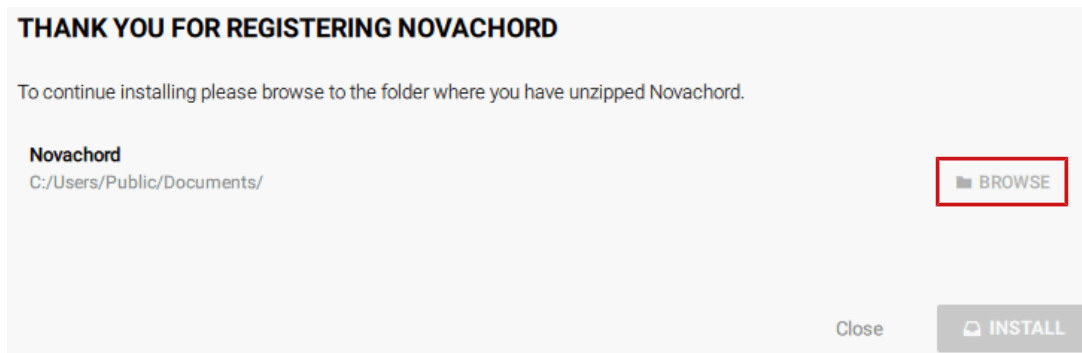 THANK YOU FOR REGISTERING NOVACHORD
To continue installing please browse to the folder where you have unzipped Novachord.
Novachord
C:/Users/Public/Documents/
BROWSE
Close
INSTALL